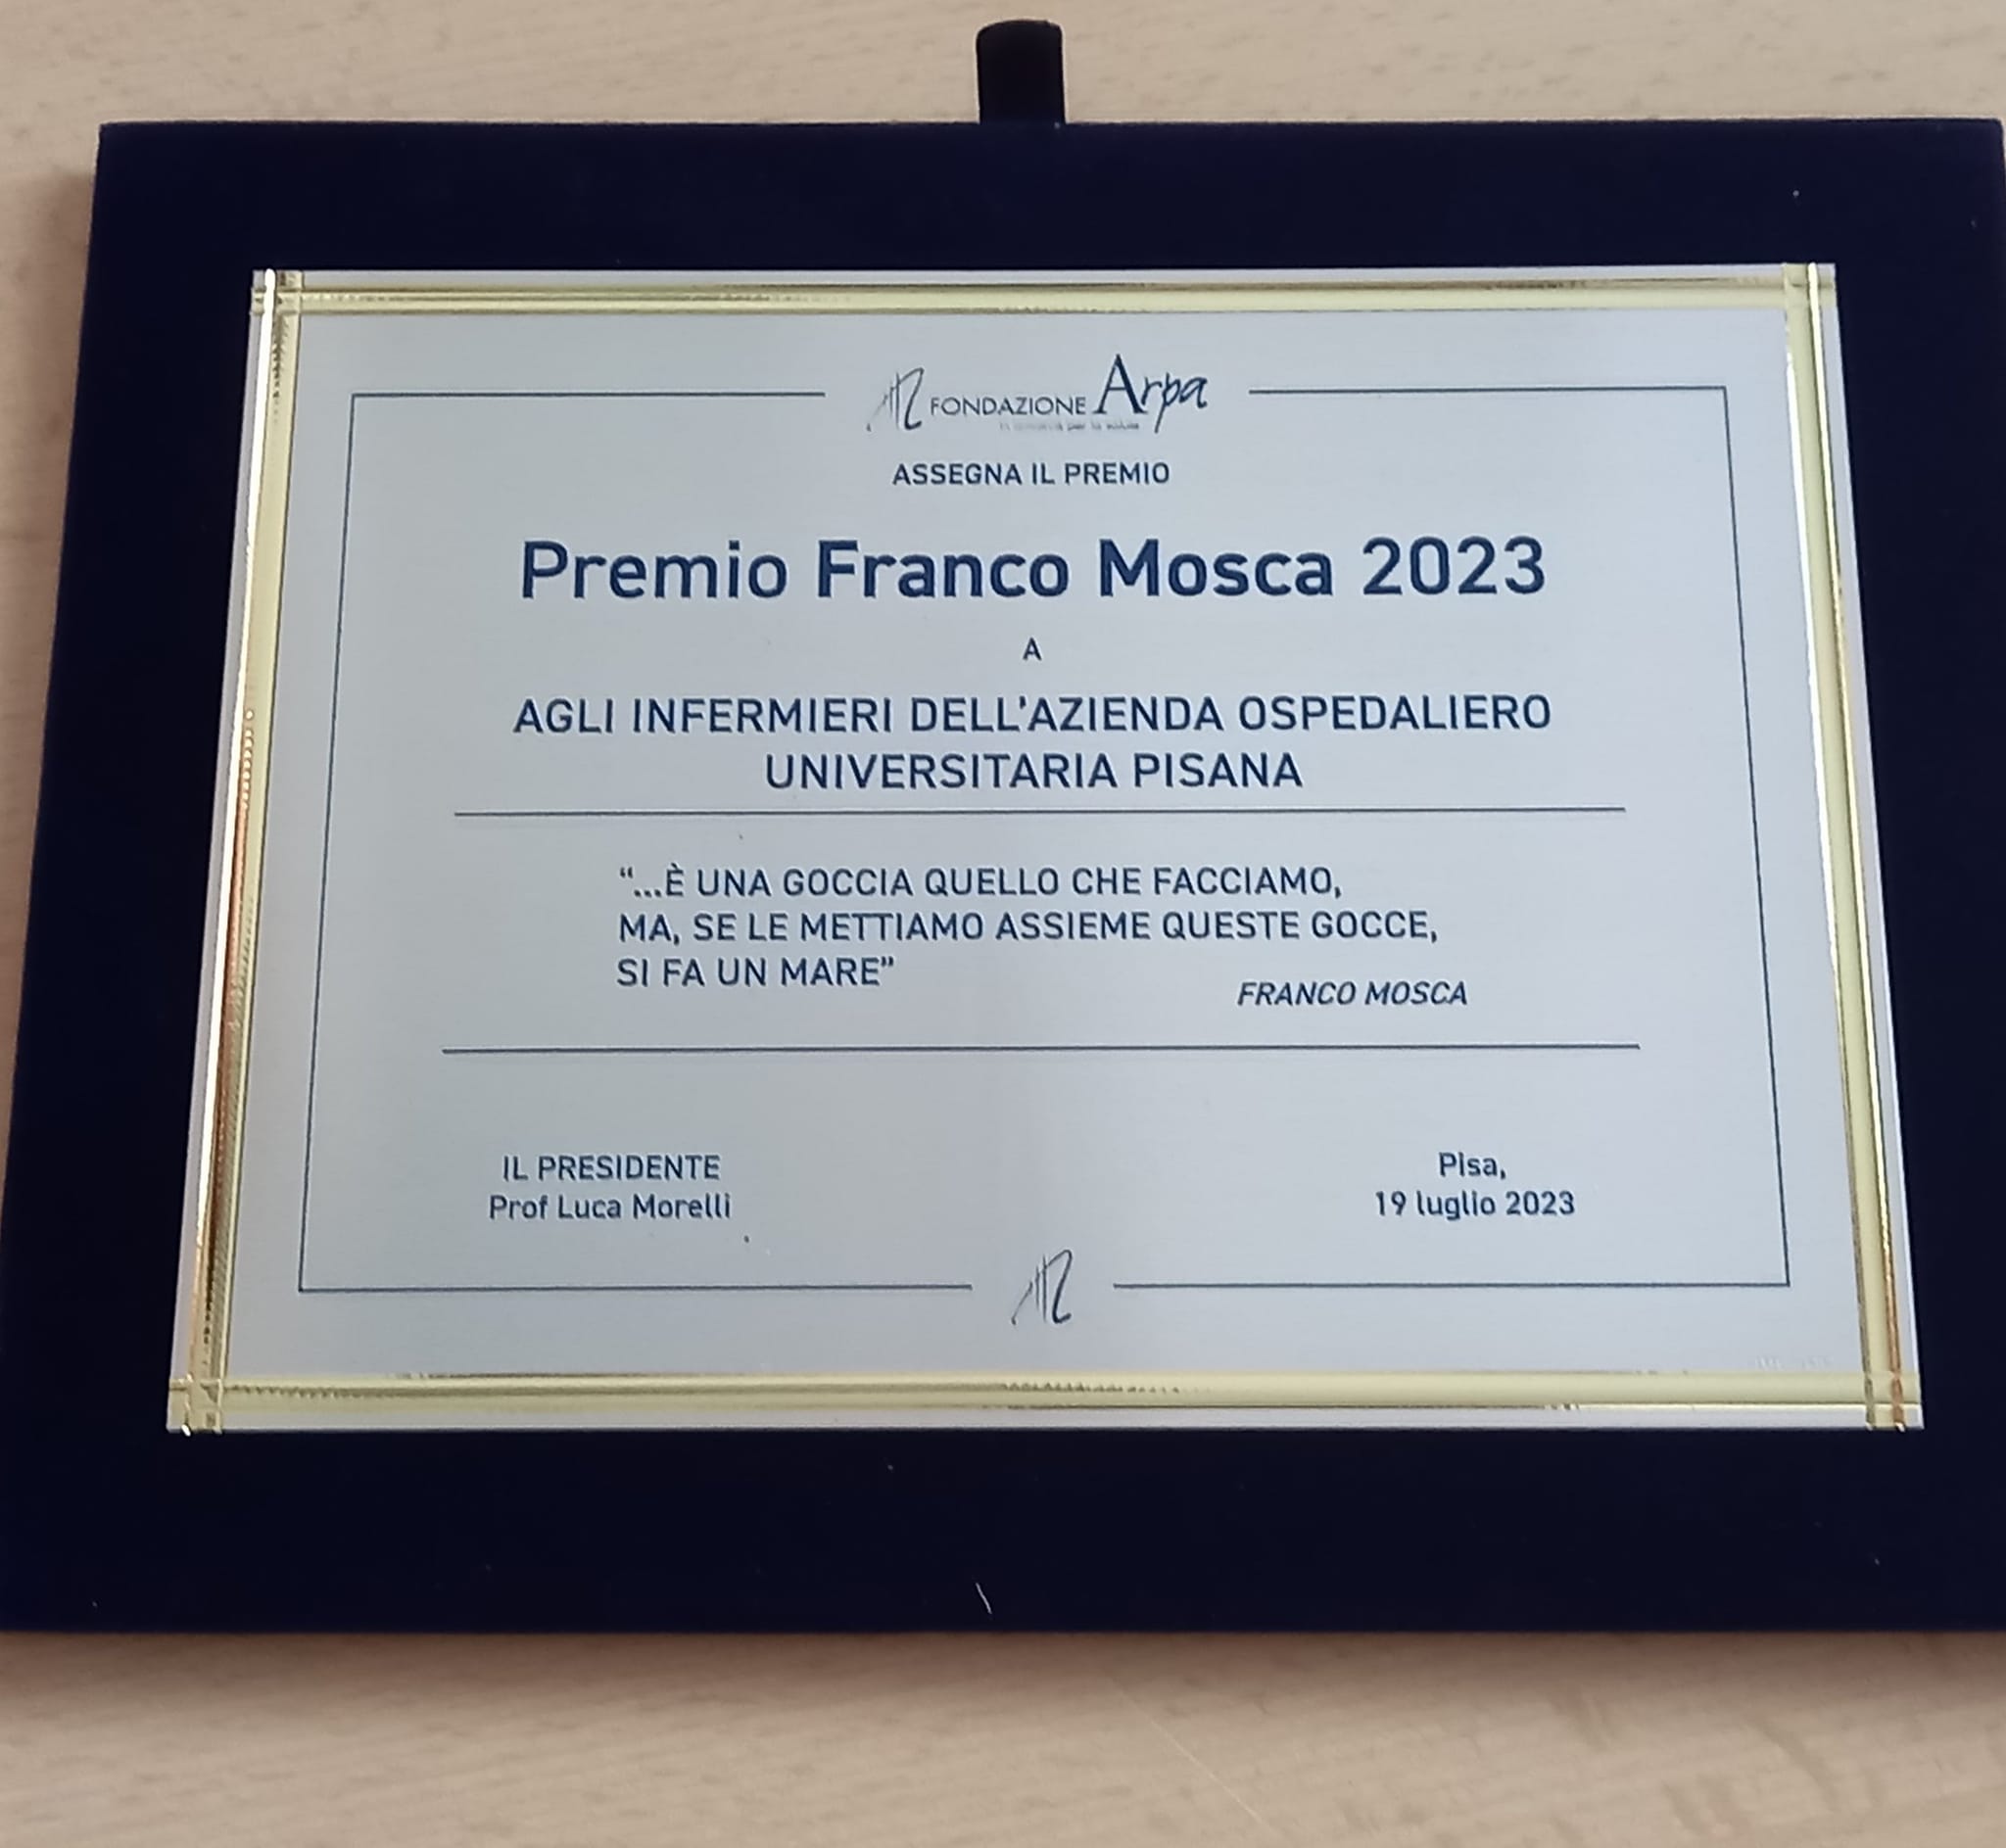 FONDAZIONE Arpa
ASSEGNA IL PREMIO
Premio Franco Mosca 2023
A
AGLI INFERMIERI DELL'AZIENDA OSPEDALIERO
UNIVERSITARIA PISANA
“...È UNA GOCCIA QUELLO CHE FACCIAMO,
MA, SE LE METTIAMO ASSIEME QUESTE GOCCE,
SI FA UN MARE”
FRANCO MOSCA
IL PRESIDENTE
Prof Luca Morelli
Pisa,
19 luglio 2023